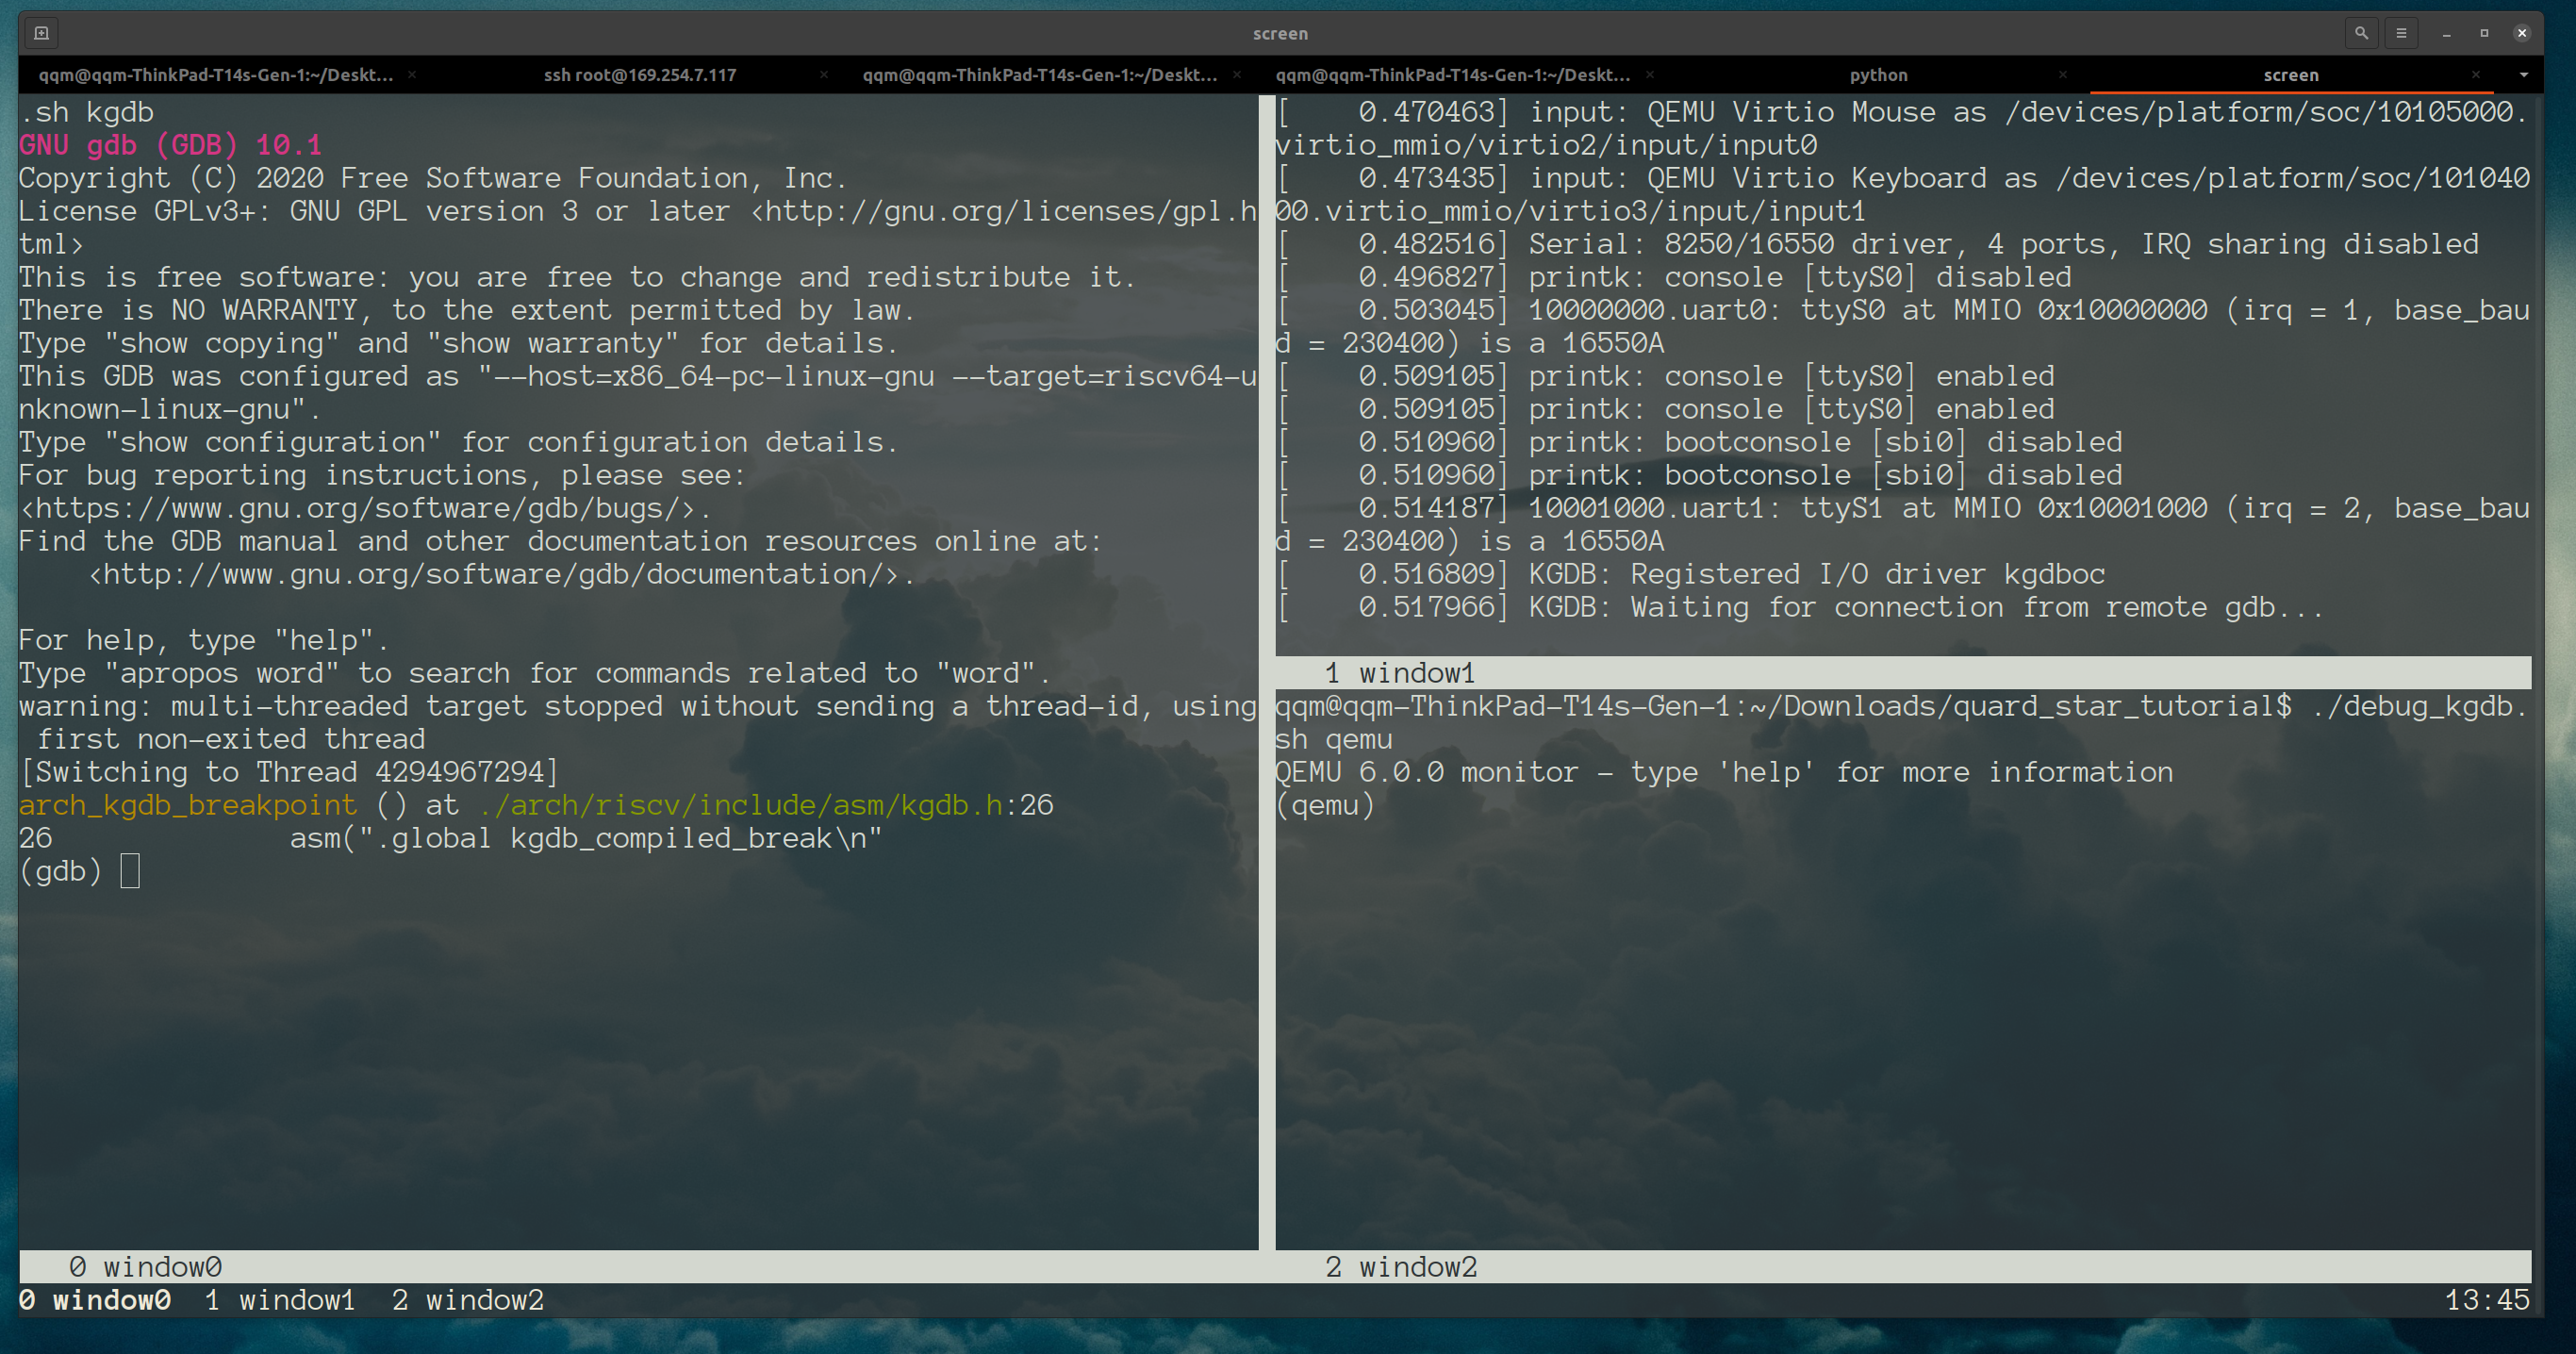 screen
qqm@qqm-ThinkPad-T14s-Gen-1:~/Deskt...
ssh root@169.254.7.117
qqm@qqm-ThinkPad-T14s-Gen-1:~/Deskt...
qqm@qqm-ThinkPad-T14s-Gen-1:~/Deskt...
python
screen
.sh kgdb
GNU gdb (GDB) 10.1
Copyright (C) 2020 Free Software Foundation, Inc.
License GPLv3+: GNU GPL version 3 or later <http://gnu.org/licenses/gpl.h
tml>
This is free software: you are free to change and redistribute it.
There is NO WARRANTY, to the extent permitted by law.
Type "show copying" and "show warranty" for details.
This GDB was configured as "--host=x86_64-pc-linux-gnu --target=riscv64-u
nknown-linux-gnu".
Type "show configuration" for configuration details.
For bug reporting instructions, please see:
<https://www.gnu.org/software/gdb/bugs/>.
Find the GDB manual and other documentation resources online at:
    <http://www.gnu.org/software/gdb/documentation/>.
For help, type "help".
Type "apropos word" to search for commands related to "word".
warning: multi-threaded target stopped without sending a thread-id, using
 first non-exited thread
[Switching to Thread 4294967294]
arch_kgdb_breakpoint () at ./arch/riscv/include/asm/kgdb.h:26
26              asm(".global kgdb_compiled_break\n"
(gdb)
0 window0
[    0.470463] input: QEMU Virtio Mouse as /devices/platform/soc/10105000.
virtio_mmio/virtio2/input/input0
[    0.473435] input: QEMU Virtio Keyboard as /devices/platform/soc/101040
00.virtio_mmio/virtio3/input/input1
[    0.482516] Serial: 8250/16550 driver, 4 ports, IRQ sharing disabled
[    0.496827] printk: console [ttyS0] disabled
[    0.503045] 10000000.uart0: ttyS0 at MMIO 0x10000000 (irq = 1, base_bau
d = 230400) is a 16550A
[    0.509105] printk: console [ttyS0] enabled
[    0.509105] printk: console [ttyS0] enabled
[    0.510960] printk: bootconsole [sbi0] disabled
[    0.510960] printk: bootconsole [sbi0] disabled
[    0.514187] 10001000.uart1: ttyS1 at MMIO 0x10001000 (irq = 2, base_bau
d = 230400) is a 16550A
[    0.516809] KGDB: Registered I/O driver kgdboc
[    0.517966] KGDB: Waiting for connection from remote gdb...
1 window1
qqm@qqm-ThinkPad-T14s-Gen-1:~/Downloads/quard_star_tutorial$ ./debug_kgdb.
sh qemu
QEMU 6.0.0 monitor - type 'help' for more information
(qemu)
2 window2
0 window0  1 window1  2 window2
13:45